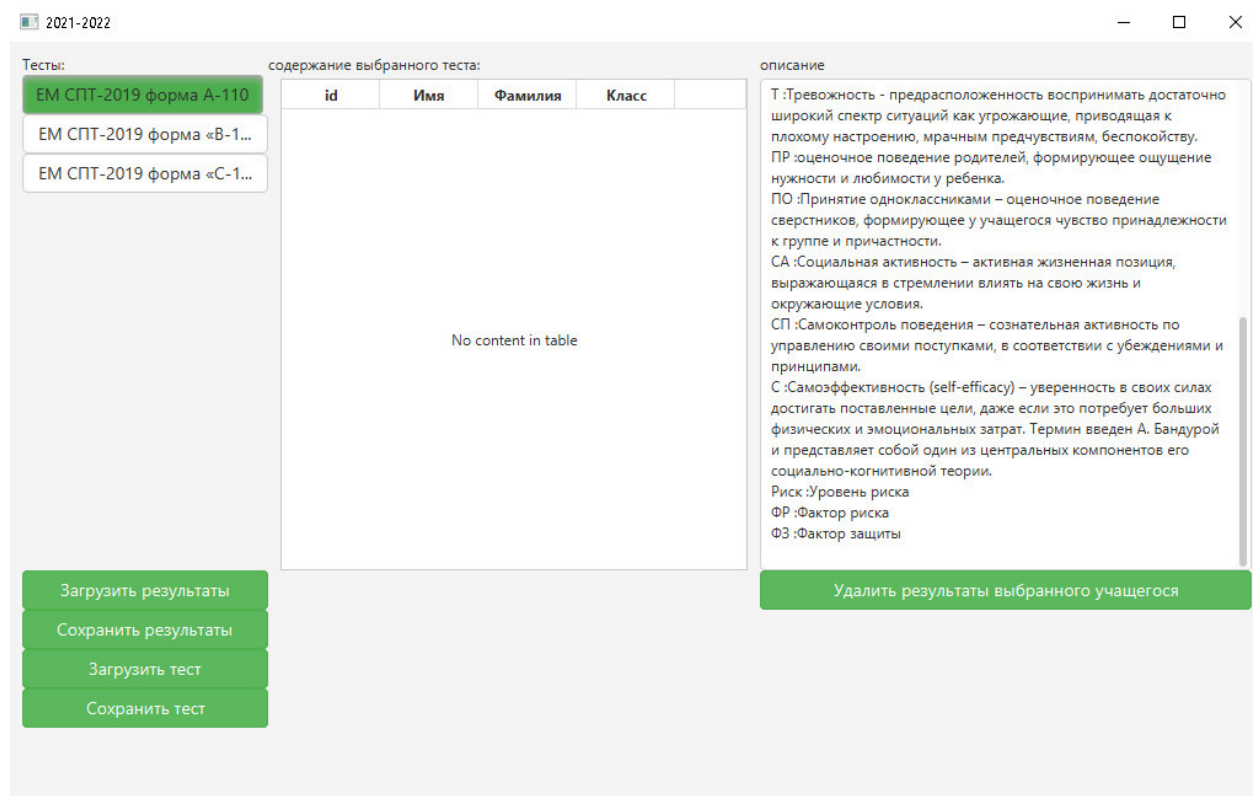 2021-2022
Тесты:
содержание выбранного теста:
описание
ЕМ СПТ-2019 форма А-110
ЕМ СПТ-2019 форма «В-1...
ЕМ СПТ-2019 форма «С-1...
id Имя Фамилия Класс
No content in table
Т :Тревожность - предрасположенность воспринимать достаточно
широкий спектр ситуаций как угрожающие, приводящая к
плохому настроению, мрачным предчувствиям, беспокойству.
ПР :оценочное поведение родителей, формирующее ощущение
нужности и любимости у ребенка.
ПО :Принятие одноклассниками – оценочное поведение
сверстников, формирующее у учащегося чувство принадлежности
к группе и причастности.
СА :Социальная активность – активная жизненная позиция,
выражающаяся в стремлении влиять на свою жизнь и
окружающие условия.
СП :Самоконтроль поведения – сознательная активность по
управлению своими поступками, в соответствии с убеждениями и
принципами.
С :Самоэффективность (self-efficacy) – уверенность в своих силах
достигать поставленные цели, даже если это потребует больших
физических и эмоциональных затрат. Термин введен А. Бандурой
и представляет собой один из центральных компонентов его
социально-когнитивной теории.
Риск :Уровень риска
ФР :Фактор риска
ФЗ :Фактор защиты
Загрузить результаты
Сохранить результаты
Загрузить тест
Сохранить тест
Удалить результаты выбранного учащегося